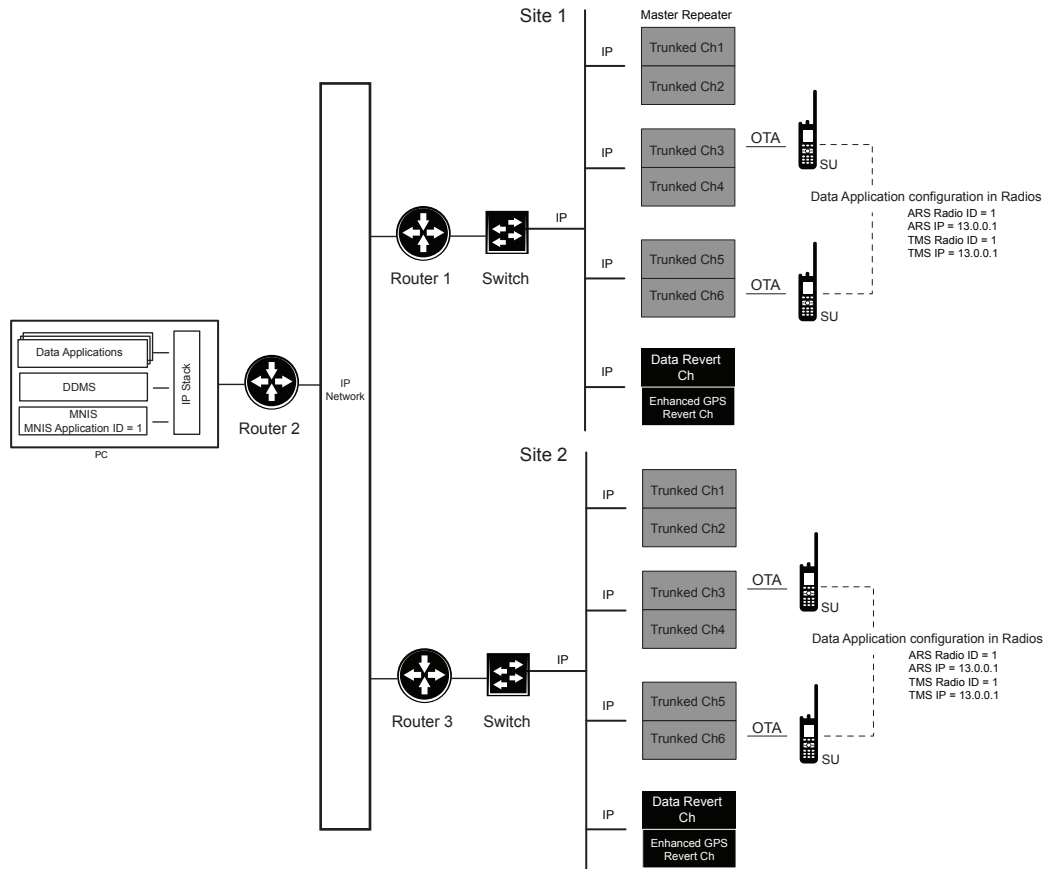 Site 1
Master Repeater
IP
Trunked Ch1
Trunked Ch2
IP
Trunked Ch3
Trunked Ch4
OTA
SU
Data Application configuration in Radios
ARS Radio ID = 1
ARS IP = 13.0.0.1
TMS Radio ID = 1
TMS IP = 13.0.0.1
IP
Router 1
Switch
IP
Trunked Ch5
Trunked Ch6
OTA
SU
IP
Data Revert
Ch
Enhanced GPS
Revert Ch
Data Applications
DDMS
MNIS
MNIS Application ID = 1
IP Stack
PC
Router 2
IP
Network
Site 2
IP
Trunked Ch1
Trunked Ch2
IP
Trunked Ch3
Trunked Ch4
OTA
SU
Data Application configuration in Radios
ARS Radio ID = 1
ARS IP = 13.0.0.1
TMS Radio ID = 1
TMS IP = 13.0.0.1
IP
Router 3
Switch
IP
Trunked Ch5
Trunked Ch6
OTA
SU
IP
Data Revert
Ch
Enhanced GPS
Revert Ch